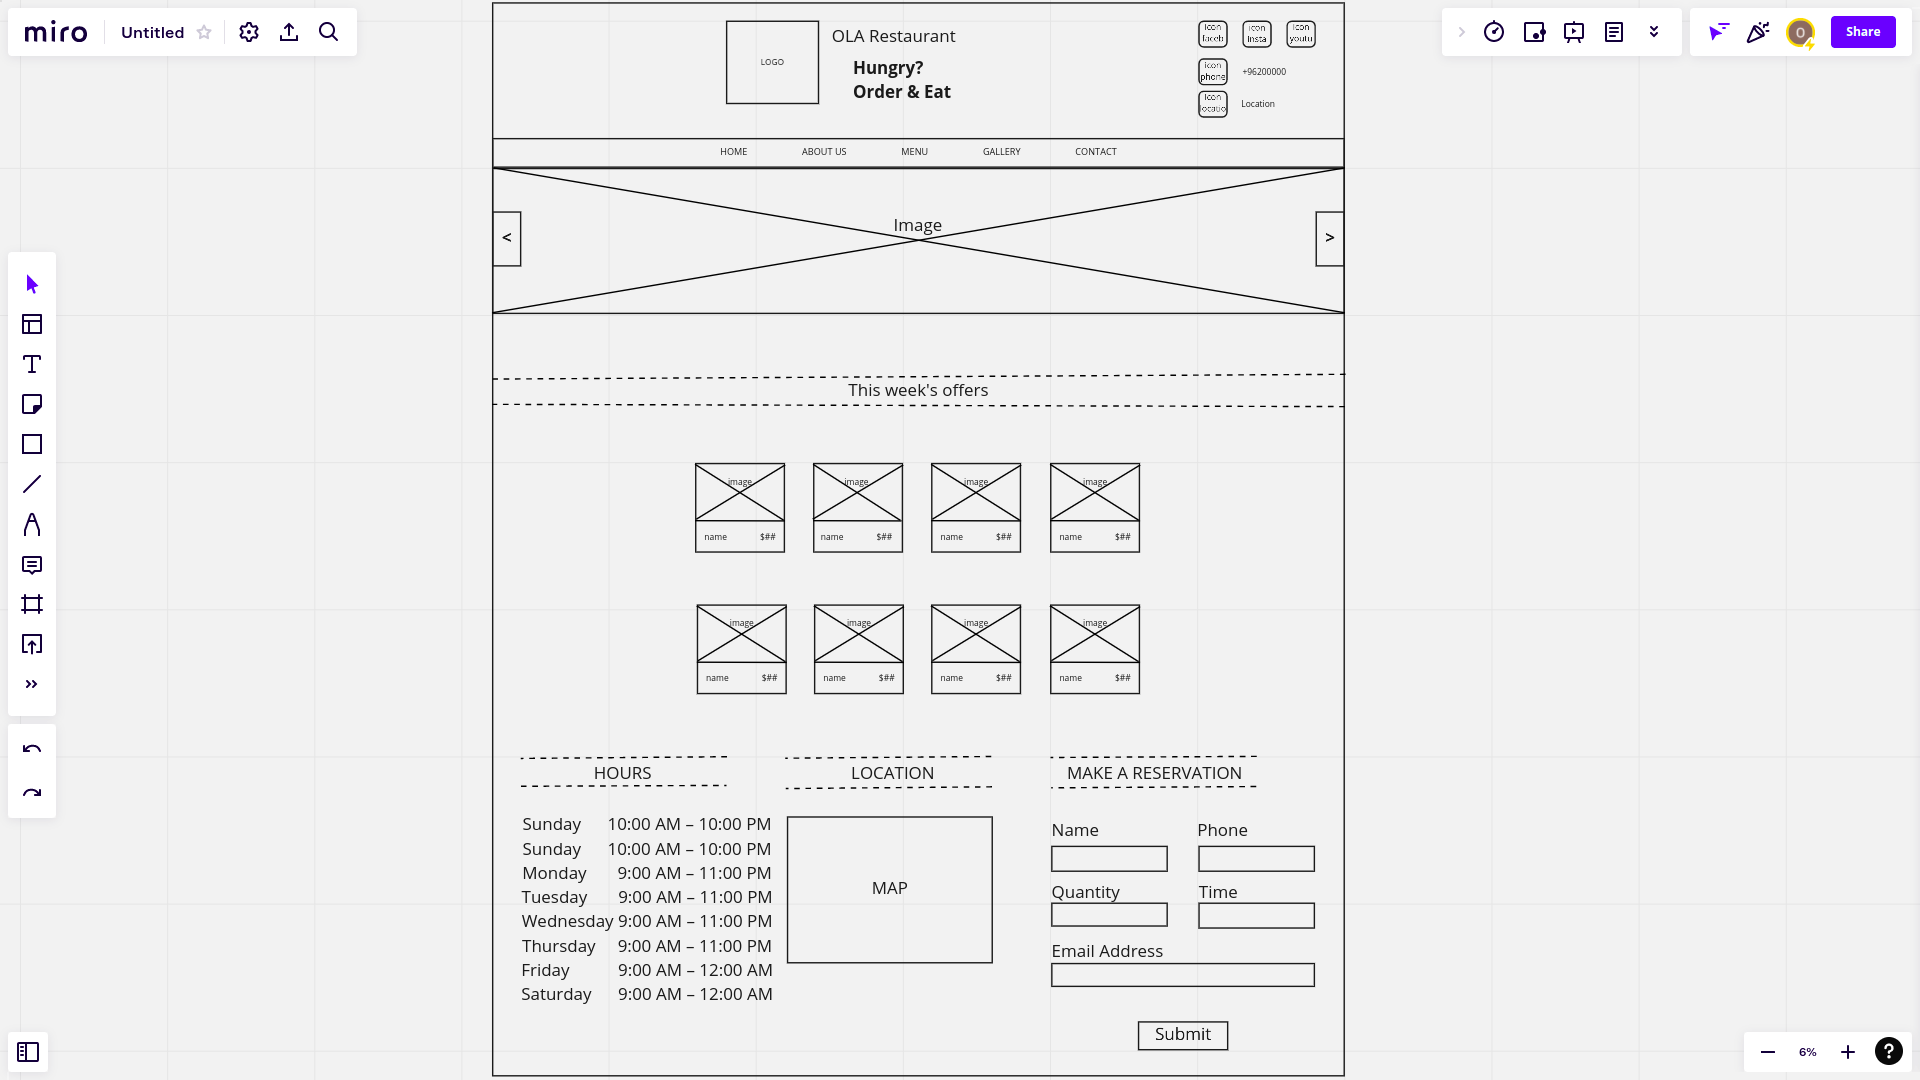 miro
Untitled
Share
LOGO
OLA Restaurant
Hungry?
Order & Eat
icon
faceb
icon
insta
icon
youtu
icon
phone
+96200000
icon
locatio
Location
HOME ABOUT US MENU GALLERY CONTACT
Image
<
>
This week's offers
image image image image
name $## name $## name $## name $##
image image image image
name $## name $## name $## name $##
HOURS
Sunday 10:00 AM – 10:00 PM
Sunday 10:00 AM – 10:00 PM
Monday 9:00 AM – 11:00 PM
Tuesday 9:00 AM – 11:00 PM
Wednesday 9:00 AM – 11:00 PM
Thursday 9:00 AM – 11:00 PM
Friday 9:00 AM – 12:00 AM
Saturday 9:00 AM – 12:00 AM
LOCATION
MAP
MAKE A RESERVATION
Name Phone
Quantity Time
Email Address
Submit
O
6%
?